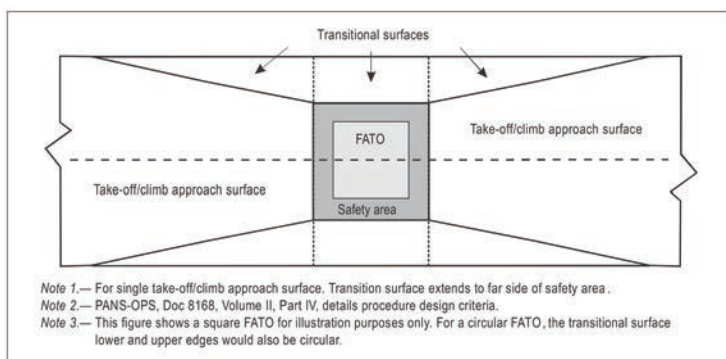 Transitional surfaces
Take-off/climb approach surface
FATO
Take-off/climb approach surface
Safety area
Note 1.— For single take-off/climb approach surface. Transition surface extends to far side of safety area .
Note 2.— PANS-OPS, Doc 8168, Volume II, Part IV, details procedure design criteria.
Note 3.— This figure shows a square FATO for illustration purposes only. For a circular FATO , the transitional surface
lower and upper edges would also be circular.